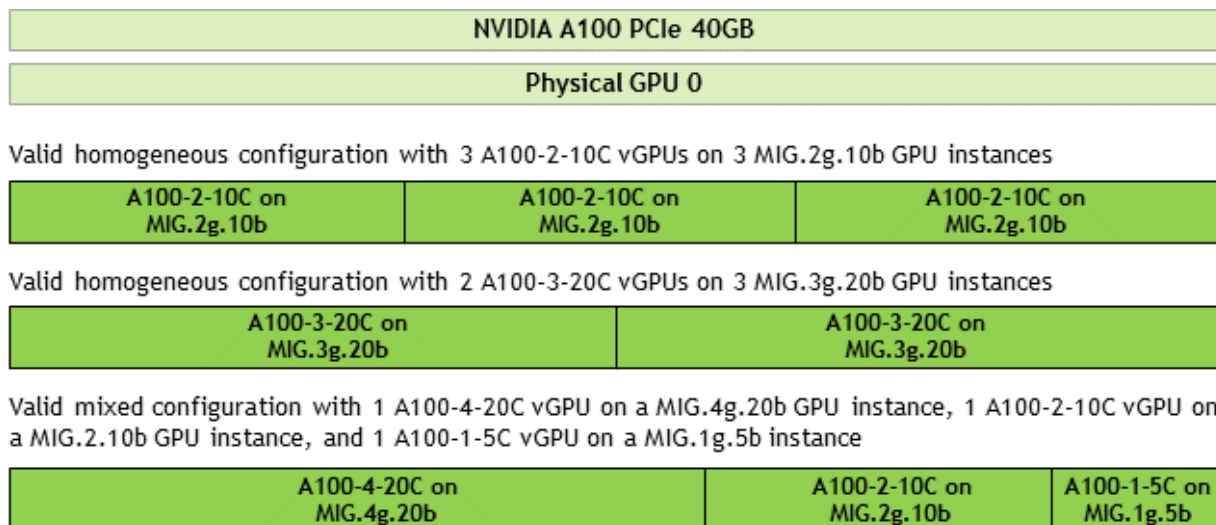 NVIDIA A100 PCIe 40GB
Physical GPU 0
Valid homogeneous configuration with 3 A100-2-10C vGPUs on 3 MIG.2g.10b GPU instances
A100-2-10C on A100-2-10C on A100-2-10C on
MIG.2g.10b MIG.2g.10b MIG.2g.10b
Valid homogeneous configuration with 2 A100-3-20C vGPUs on 3 MIG.3g.20b GPU instances
A100-3-20C on A100-3-20C on
MIG.3g.20b MIG.3g.20b
Valid mixed configuration with 1 A100-4-20C vGPU on a MIG.4g.20b GPU instance, 1 A100-2-10C vGPU on
a MIG.2.10b GPU instance, and 1 A100-1-5C vGPU on a MIG.1g.5b instance
A100-4-20C on A100-2-10C on A100-1-5C on
MIG.4g.20b MIG.2g.10b MIG.1g.5b